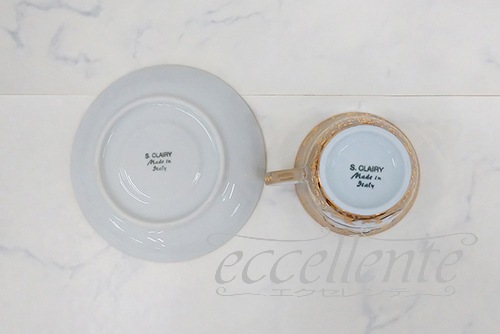 S. CLAIRY
Made in
Italy
S. CLAIRY
Made in
Italy
eccellente
エクセレンテ